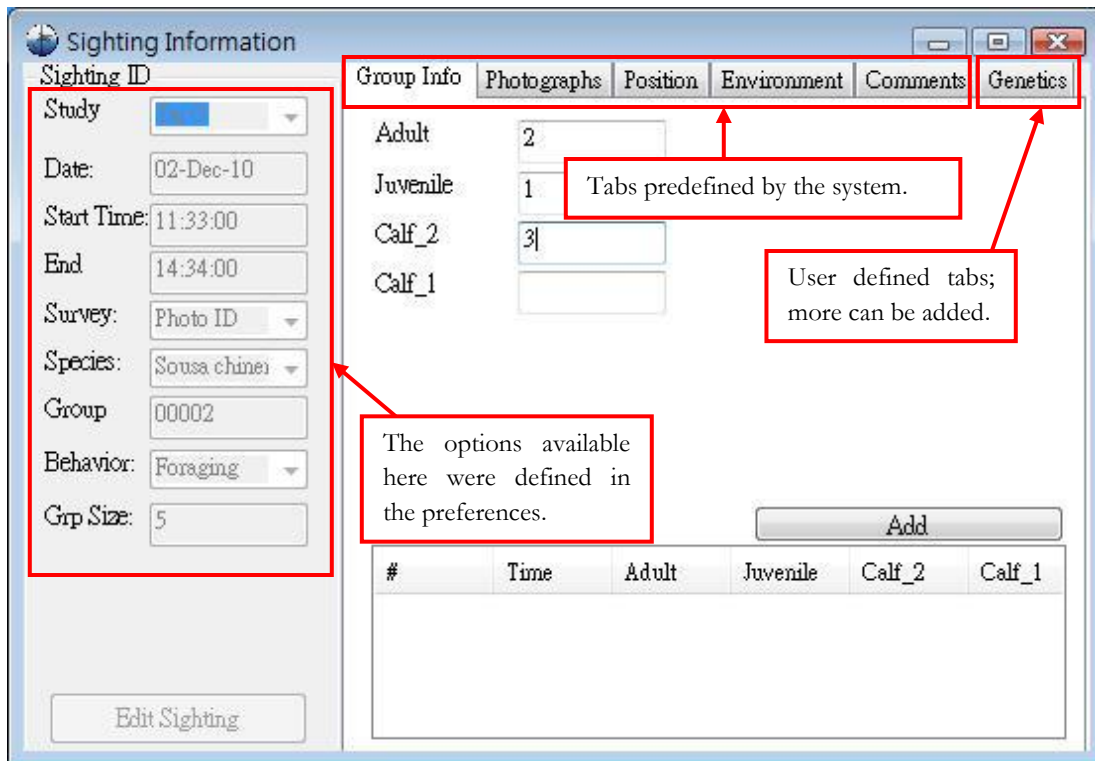 Sighting Information
Sighting ID
Study
Date: 02-Dec-10
Start Time: 11:33:00
End 14:34:00
Survey: Photo ID
Species: Sousa chine
Group 00002
Behavior: Foraging
Grp Size: 5
Edit Sighting
Group Info Photographs Position Environment Comments Genetics
Adult 2
Juvenile 1
Calf_2 3
Calf_1
Tabs predefined by the system.
User defined tabs;
more can be added.
The options available
here were defined in
the preferences.
Add
# Time Adult Juvenile Calf_2 Calf_1